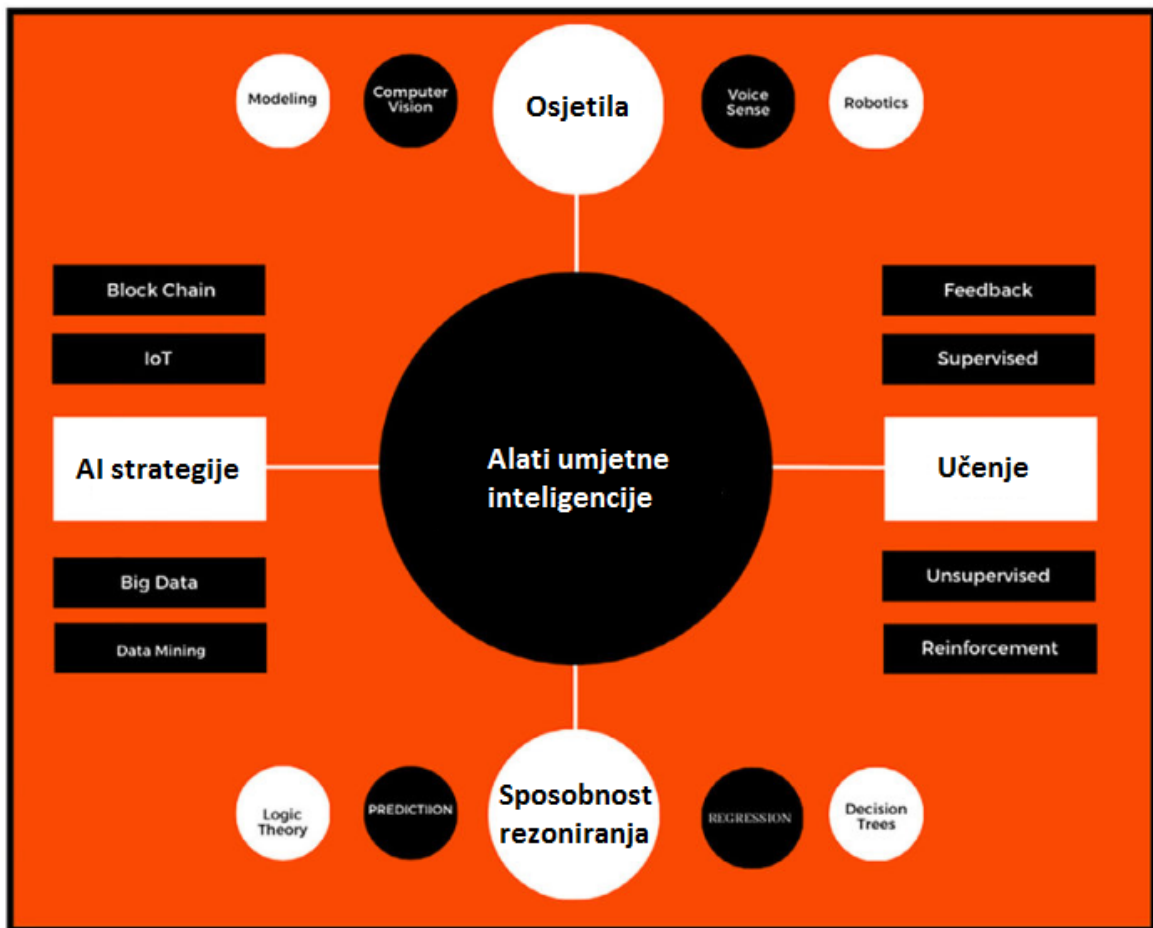 Modeling
Computer
Vision
Osjetila
Voice
Sense
Robotics
Block Chain
IoT
AI strategije
Big Data
Data Mining
Alati umjetne
inteligencije
Feedback
Supervised
Učenje
Unsupervised
Reinforcement
Logic
Theory
PREDICTIION
Sposobnost
rezoniranja
REGRESSION
Decision
Trees